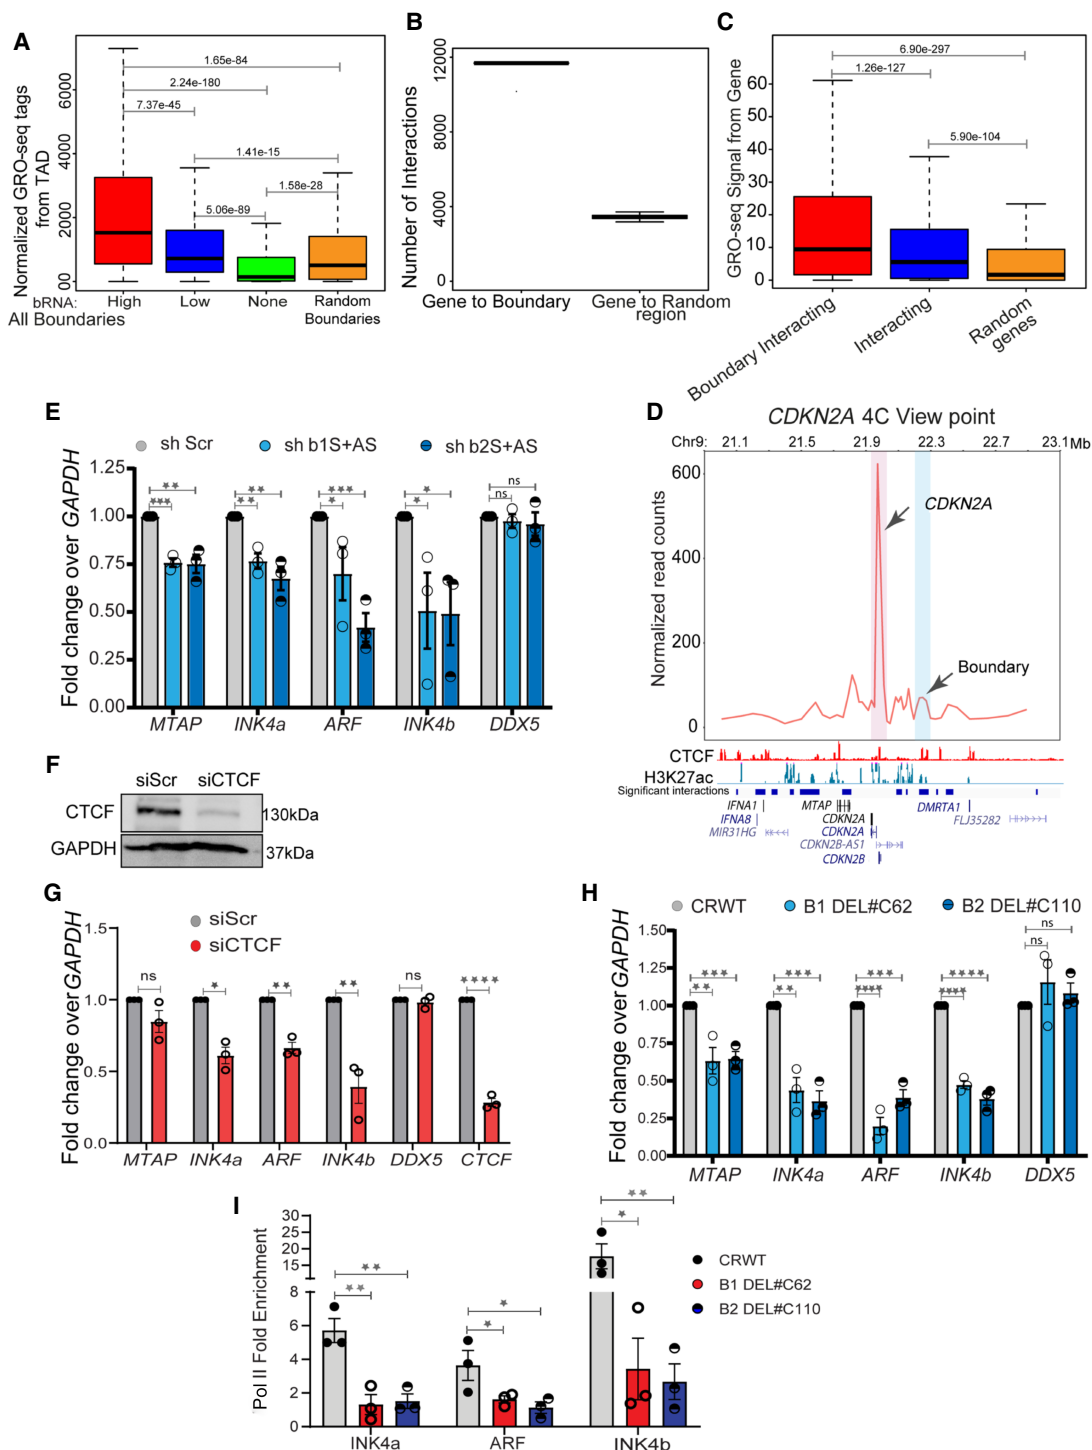 A
Normalized GRO-seq tags
from TAD
6000
4000
2000
00
1.65e-84
2.24e-180
7.37e-45
1.41e-15
1.58e-28
5.06e-89
bRNA: High Low None Random
All Boundaries Boundaries
B
Number of Interactions
12000
8000
4000
0
Gene to Boundary Gene to Random
region
C
GRO-seq Signal from Gene
60
50
40
30
20
10
0
6.90e-297
1.26e-127
5.90e-104
Boundary Interacting
Interacting
Random
genes
E
sh Scr sh b1S+AS sh b2S+AS
Fold change over GAPDH
1.25
1.00
0.75
0.50
0.25
0.00
*** ** ** ** * *** * * ns ns
MTAP INK4a ARF INK4b DDX5
D
CDKN2A 4C View point
Chr9: 21.1 21.5 21.9 22.3 22.7 23.1 Mb
Normalized read counts
600
400
200
0
CDKN2A
Boundary
CTCF
H3K27ac
Significant interactions
IFNA1 MTAP DMRTA1
IFNA8 CDKN2A FLJ35282
MIR31HG CDKN2A
CDKN2B-AS1
CDKN2B
F
siScr siCTCF
CTCF 130kDa
GAPDH 37kDa
G
siScr
siCTCF
Fold change over GAPDH
1.0
0.5
0.0
ns * ** ** ns ****
MTAP INK4a ARF INK4b DDX5 CTCF
H
CRWT B1 DEL#C62 B2 DEL#C110
Fold change over GAPDH
1.50
1.25
1.00
0.75
0.50
0.25
0.00
** *** ** *** **** *** **** **** ns ns
MTAP INK4a ARF INK4b DDX5
I
Pol II Fold Enrichment
30
25
20
15
8
6
4
2
0
** ** * * * **
CRWT
B1 DEL#C62
B2 DEL#C110
INK4a ARF INK4b